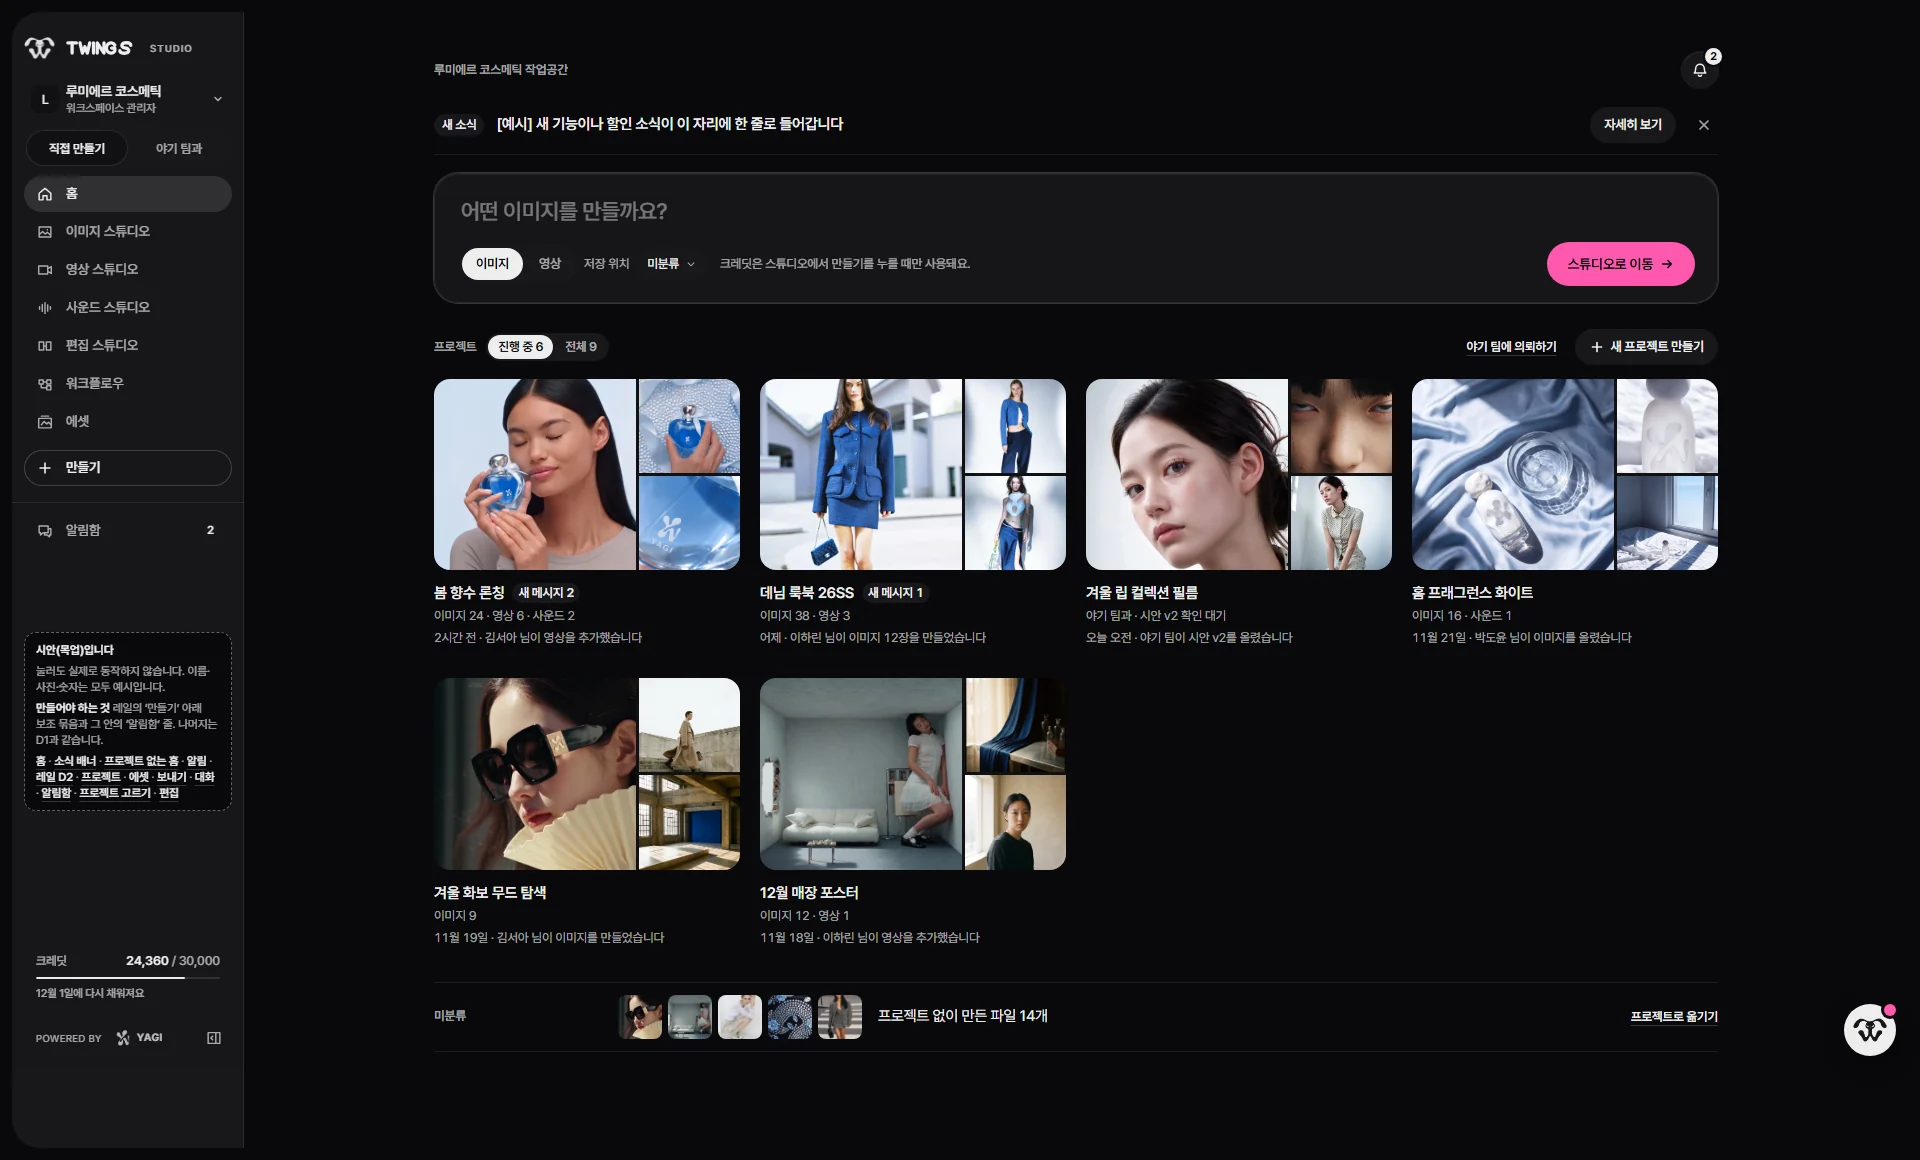 TWINGS STUDIO
L
루미에르 코스메틱
워크스페이스 관리자
직접 만들기
야기 팀과
홈
이미지 스튜디오
영상 스튜디오
사운드 스튜디오
편집 스튜디오
워크플로우
에셋
만들기
알림함 2
시안(목업)입니다
눌러도 실제로 동작하지 않습니다. 이름·
사진·숫자는 모두 예시입니다.
만들어야 하는 것 레일의 ‘만들기’ 아래
보조 묶음과 그 안의 ‘알림함’ 줄. 나머지는
D1과 같습니다.
홈 · 소식 배너 · 프로젝트 없는 홈 · 알림 ·
레일 D2 · 프로젝트 · 에셋 · 보내기 · 대화
· 알림함 · 프로젝트 고르기 · 편집
크레딧 24,360 / 30,000
12월 1일에 다시 채워져요
POWERED BY YAGI
루미에르 코스메틱 작업공간
2
새 소식 [예시] 새 기능이나 할인 소식이 이 자리에 한 줄로 들어갑니다
자세히 보기
어떤 이미지를 만들까요?
이미지 영상 저장 위치 미분류 크레딧은 스튜디오에서 만들기를 누를 때만 사용돼요.
스튜디오로 이동
프로젝트 진행 중 6 전체 9
야기 팀에 의뢰하기
새 프로젝트 만들기
YAGI
봄 향수 론칭 새 메시지 2
이미지 24 · 영상 6 · 사운드 2
2시간 전 · 김서아 님이 영상을 추가했습니다
데님 룩북 26SS 새 메시지 1
이미지 38 · 영상 3
어제 · 이하린 님이 이미지 12장을 만들었습니다
겨울 립 컬렉션 필름
야기 팀과 · 시안 v2 확인 대기
오늘 오전 · 야기 팀이 시안 v2를 올렸습니다
홈 프래그런스 화이트
이미지 16 · 사운드 1
11월 21일 · 박도윤 님이 이미지를 올렸습니다
겨울 화보 무드 탐색
이미지 9
11월 19일 · 김서아 님이 이미지를 만들었습니다
12월 매장 포스터
이미지 12 · 영상 1
11월 18일 · 이하린 님이 영상을 추가했습니다
미분류
프로젝트 없이 만든 파일 14개
프로젝트로 옮기기